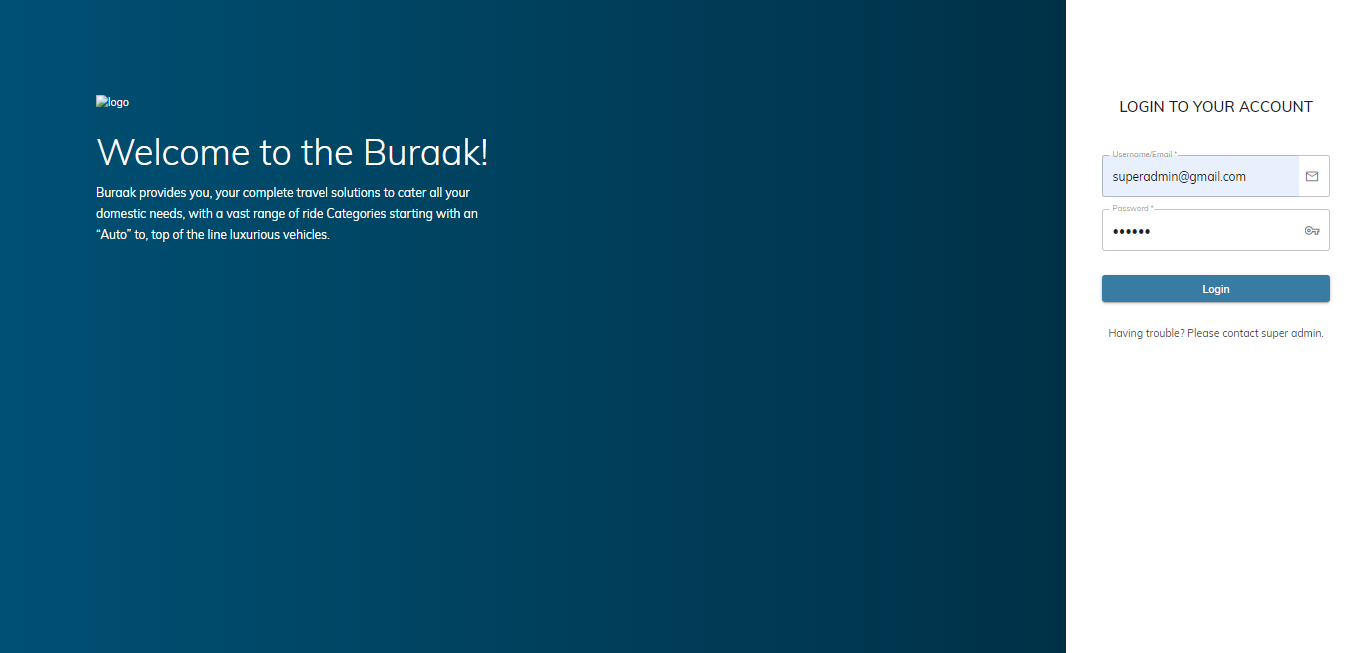 logo
Welcome to the Buraak!
Buraak provides you, your complete travel solutions to cater all your
domestic needs, with a vast range of ride Categories starting with an
“Auto” to, top of the line luxurious vehicles.
LOGIN TO YOUR ACCOUNT
Username/Email *
superadmin@gmail.com
Password *
••••••
Login
Having trouble? Please contact super admin.